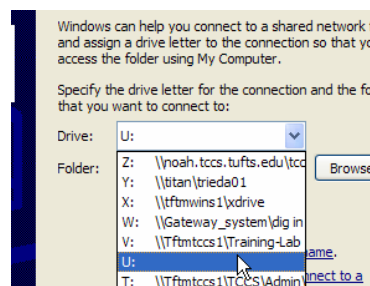 Windows can help you connect to a shared network
and assign a drive letter to the connection so that yo
access the folder using My Computer.
Specify the drive letter for the connection and the fo
that you want to connect to:
Drive: U:
Folder:
Browse
Z: \\noah.tccs.tufts.edu\tcc
Y: \\titan\trieda01
X: \\tftmwins1\xdrive
W: \\Gateway_system\dig in
V: \\Tftmtccs1\Training-Lab
U:
ame.
T: \\Tftmtccs1\TCCS\Admin\
nnect to a